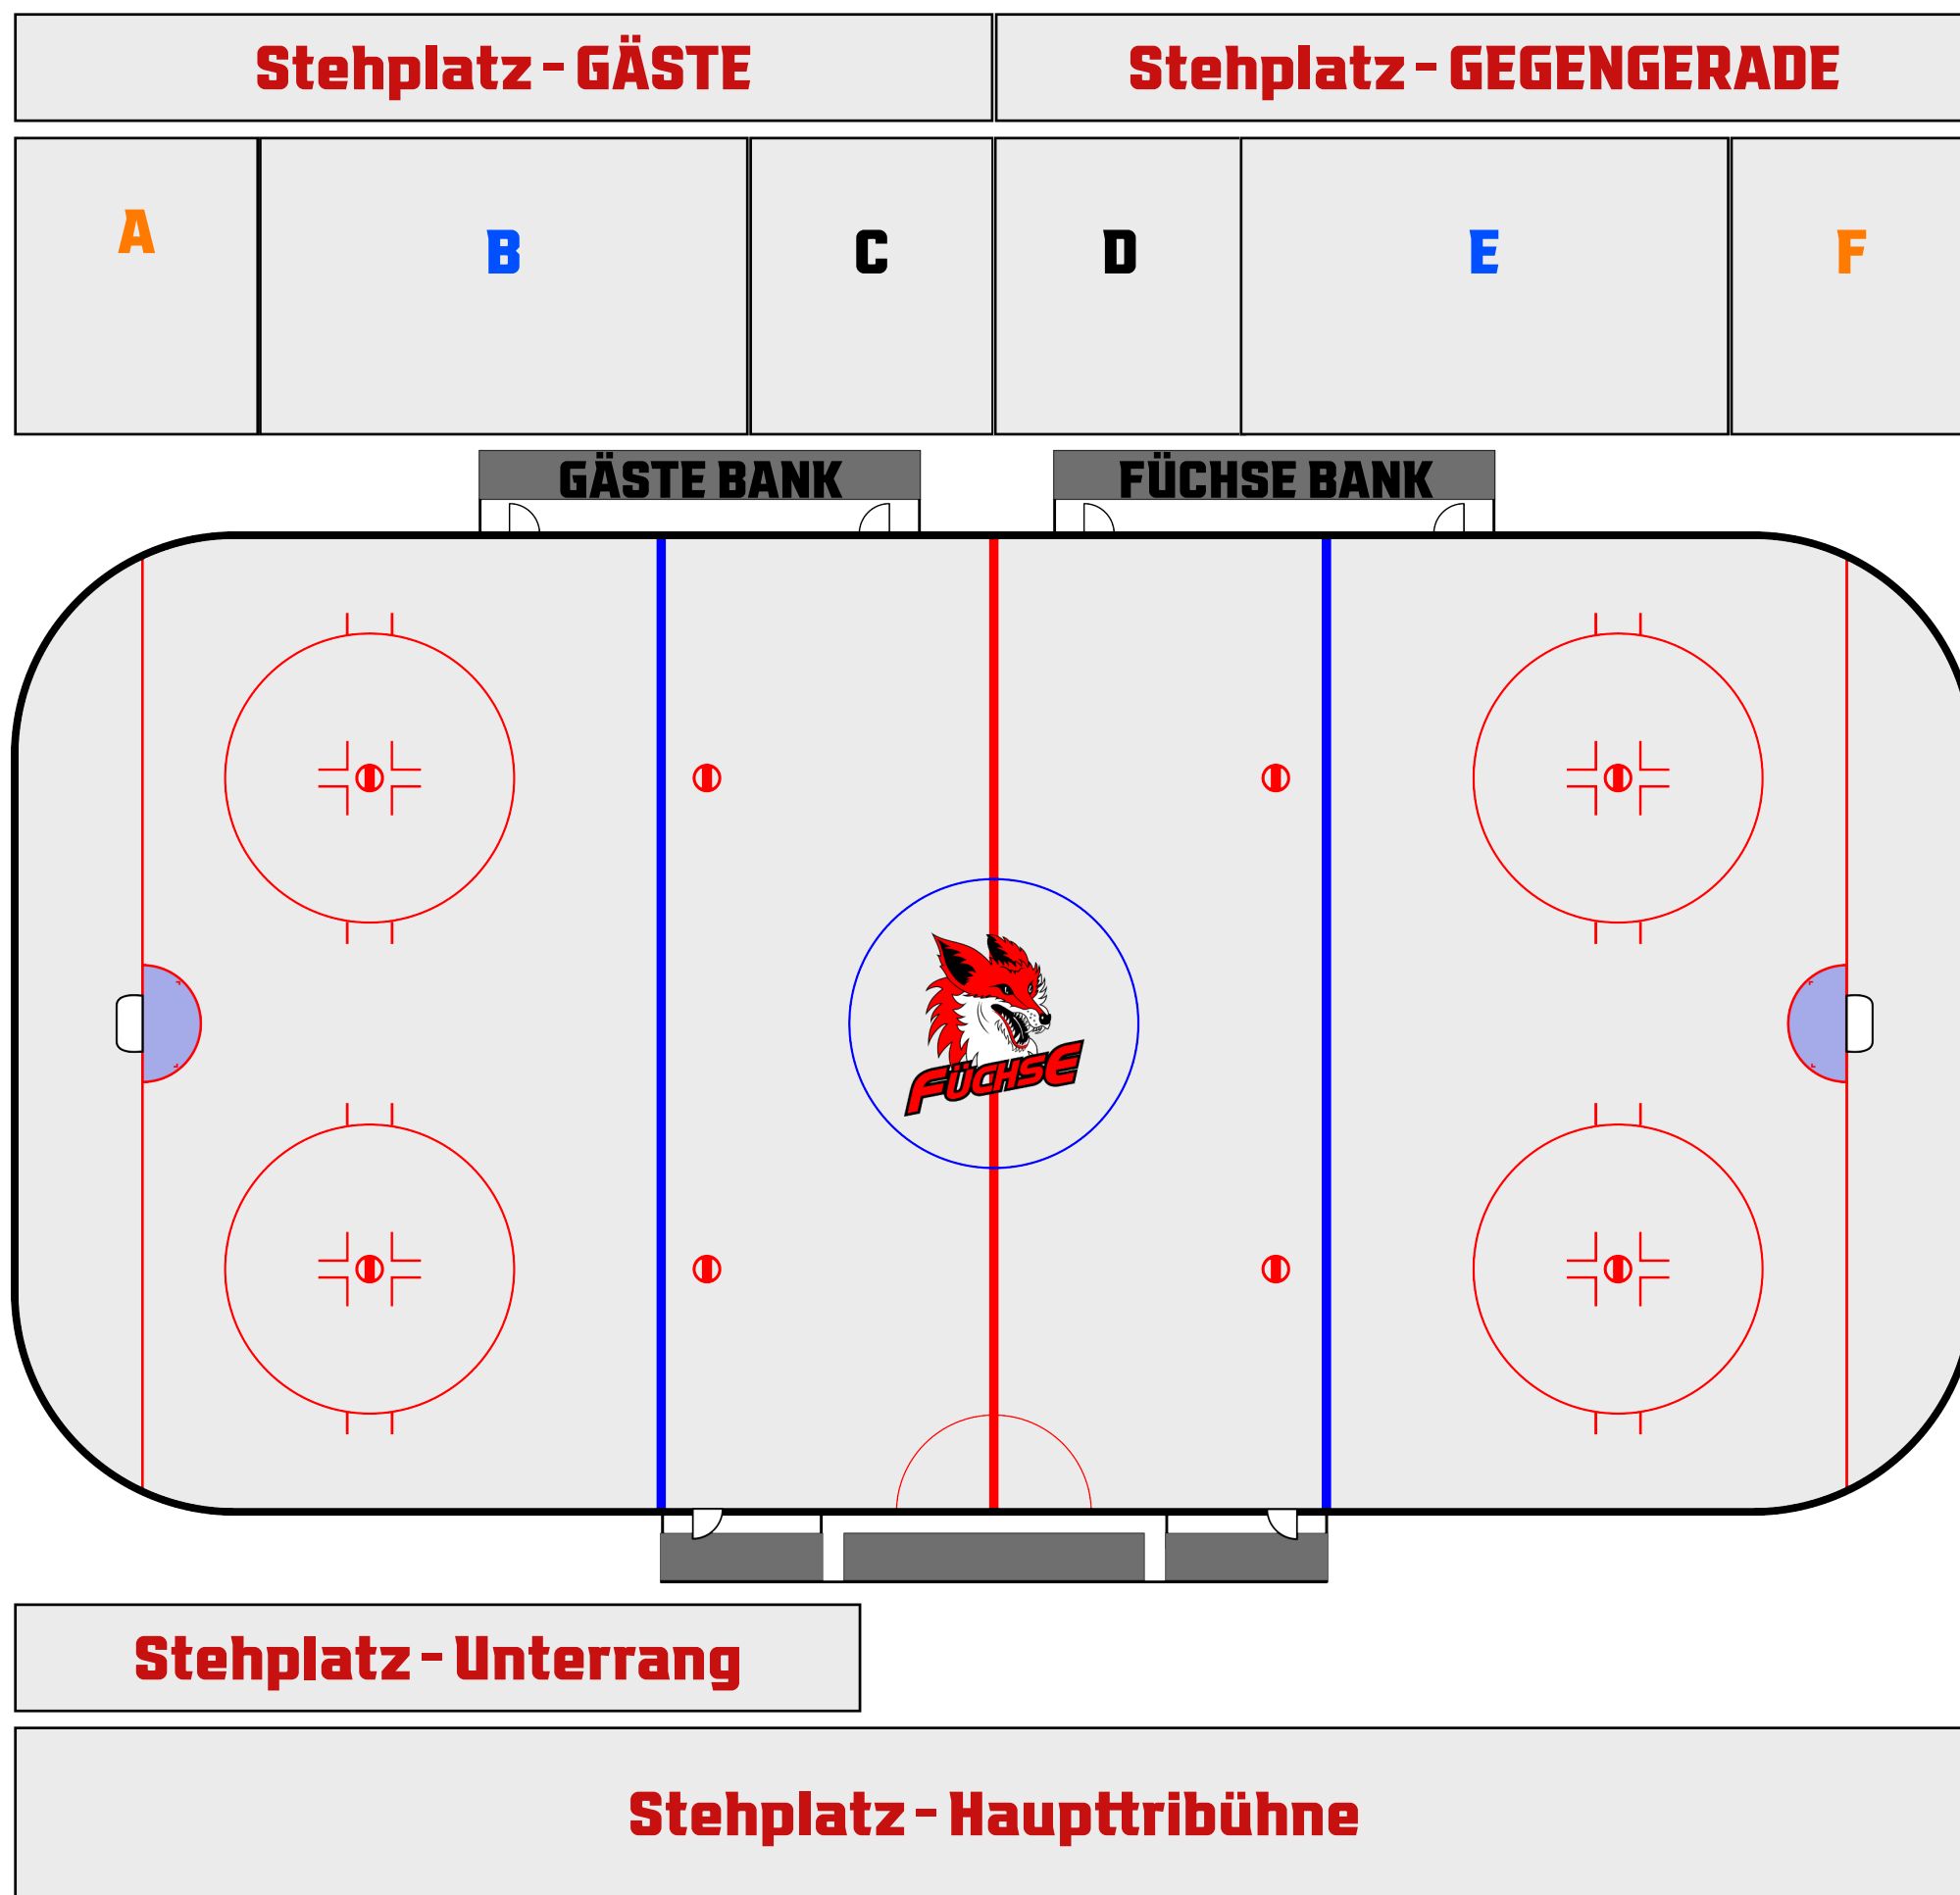 Stehplatz - GÄSTE
Stehplatz - GEGENGERADE
A
B
C
D
E
F
GÄSTE BANK
FÜCHSE BANK
FÜCHSE
Stehplatz - Unterrang
Stehplatz - Haupttribühne